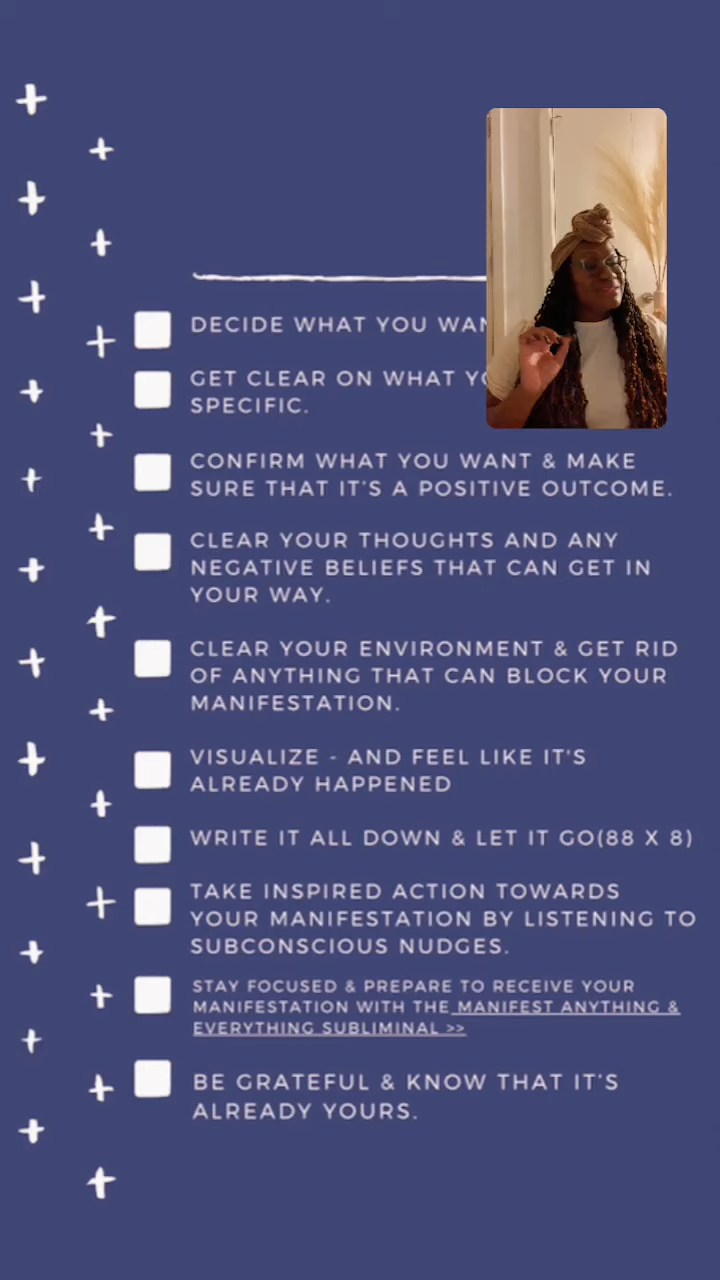 DECIDE WHAT YOU
GET CLEAR ON WHAT
SPECIFIC.
CONFIRM WHAT YOU WANT & MAKE
SURE THAT IT'S A POSITIVE OUTCOME.
CLEAR YOUR THOUGHTS AND ANY
NEGATIVE BELIEFS THAT CAN GET IN
YOUR WAY.
CLEAR YOUR ENVIRONMENT & GET RID
OF ANYTHING THAT CAN BLOCK YOUR
MANIFESTATION.
VISUALIZE - AND FEEL LIKE IT'S
ALREADY HAPPENED
WRITE IT ALL DOWN & LET IT GO(88 X 8)
TAKE INSPIRED ACTION TOWARDS
YOUR MANIFESTATION BY LISTENING TO
SUBCONSCIOUS NUDGES.
STAY FOCUSED & PREPARE TO RECEIVE YOUR
MANIFESTATION WITH THE MANIFEST ANYTHING &
EVERYTHING SUBLIMINAL >>
BE GRATEFUL & KNOW THAT IT'S
ALREADY YOURS.